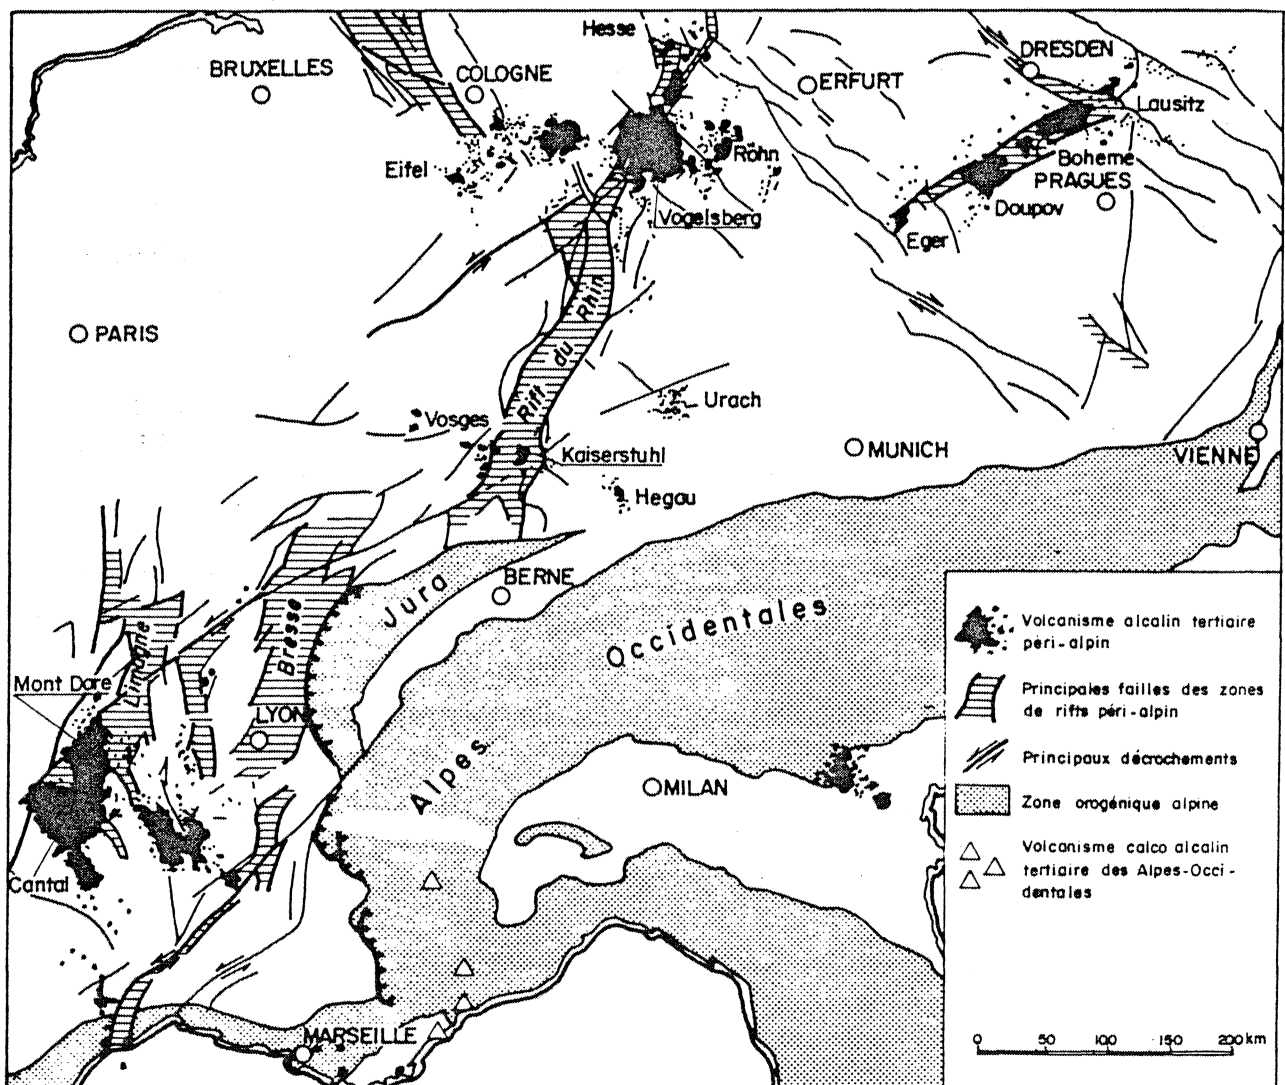 Hesse
BRUXELLES
COLOGNE
ERFURT
DRESDEN
Lausitz
Eifel
Röhn
Boheme
PRAGUES
Vogelsberg
Doupov
Eger
PARIS
Rift du Rhin
Urach
Vosges
Kaiserstuhl
MUNICH
VIENNE
Hegau
Jura
BERNE
Alpes Occidentales
Limagne
Bresse
Mont Dore
LYON
MILAN
Cantal
MARSEILLE
Volcanisme alcalin tertiaire
péri-alpin
Principales failles des zones
de rifts péri-alpin
Principaux décrochements
Zone orogénique alpine
Volcanisme calco alcalin
tertiaire des Alpes-Occi-
dentales
0 50 100 150 200km